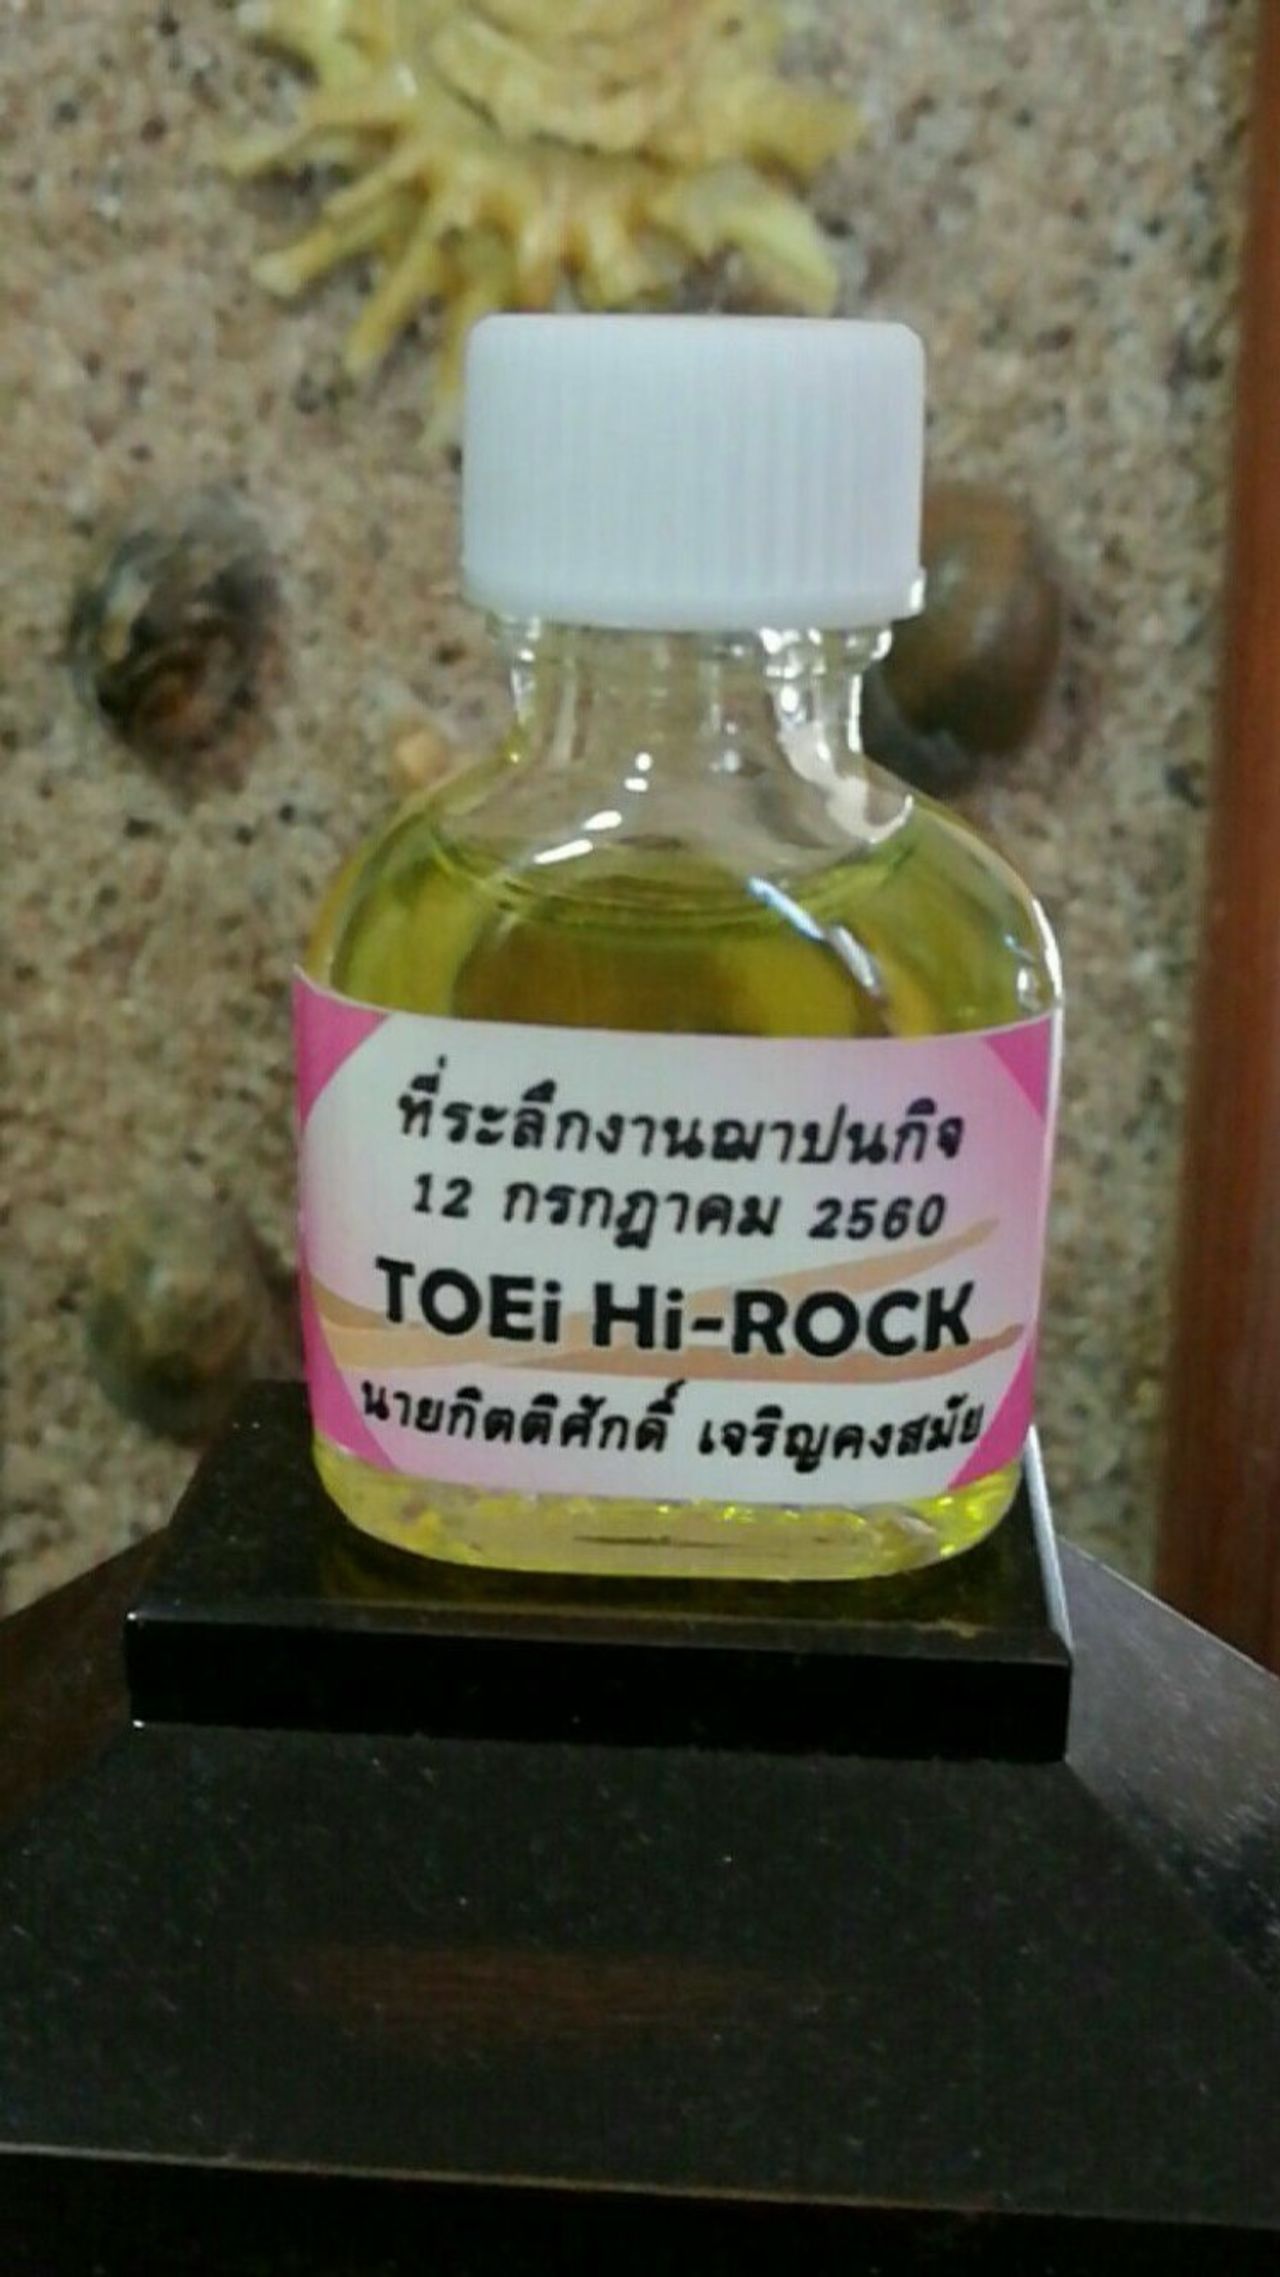 ที่ระลึกงานฌาปนกิจ
12 กรกฎาคม 2560
TOEi Hi-ROCK
นายกิตติศักดิ์ เจริญคงสมัย